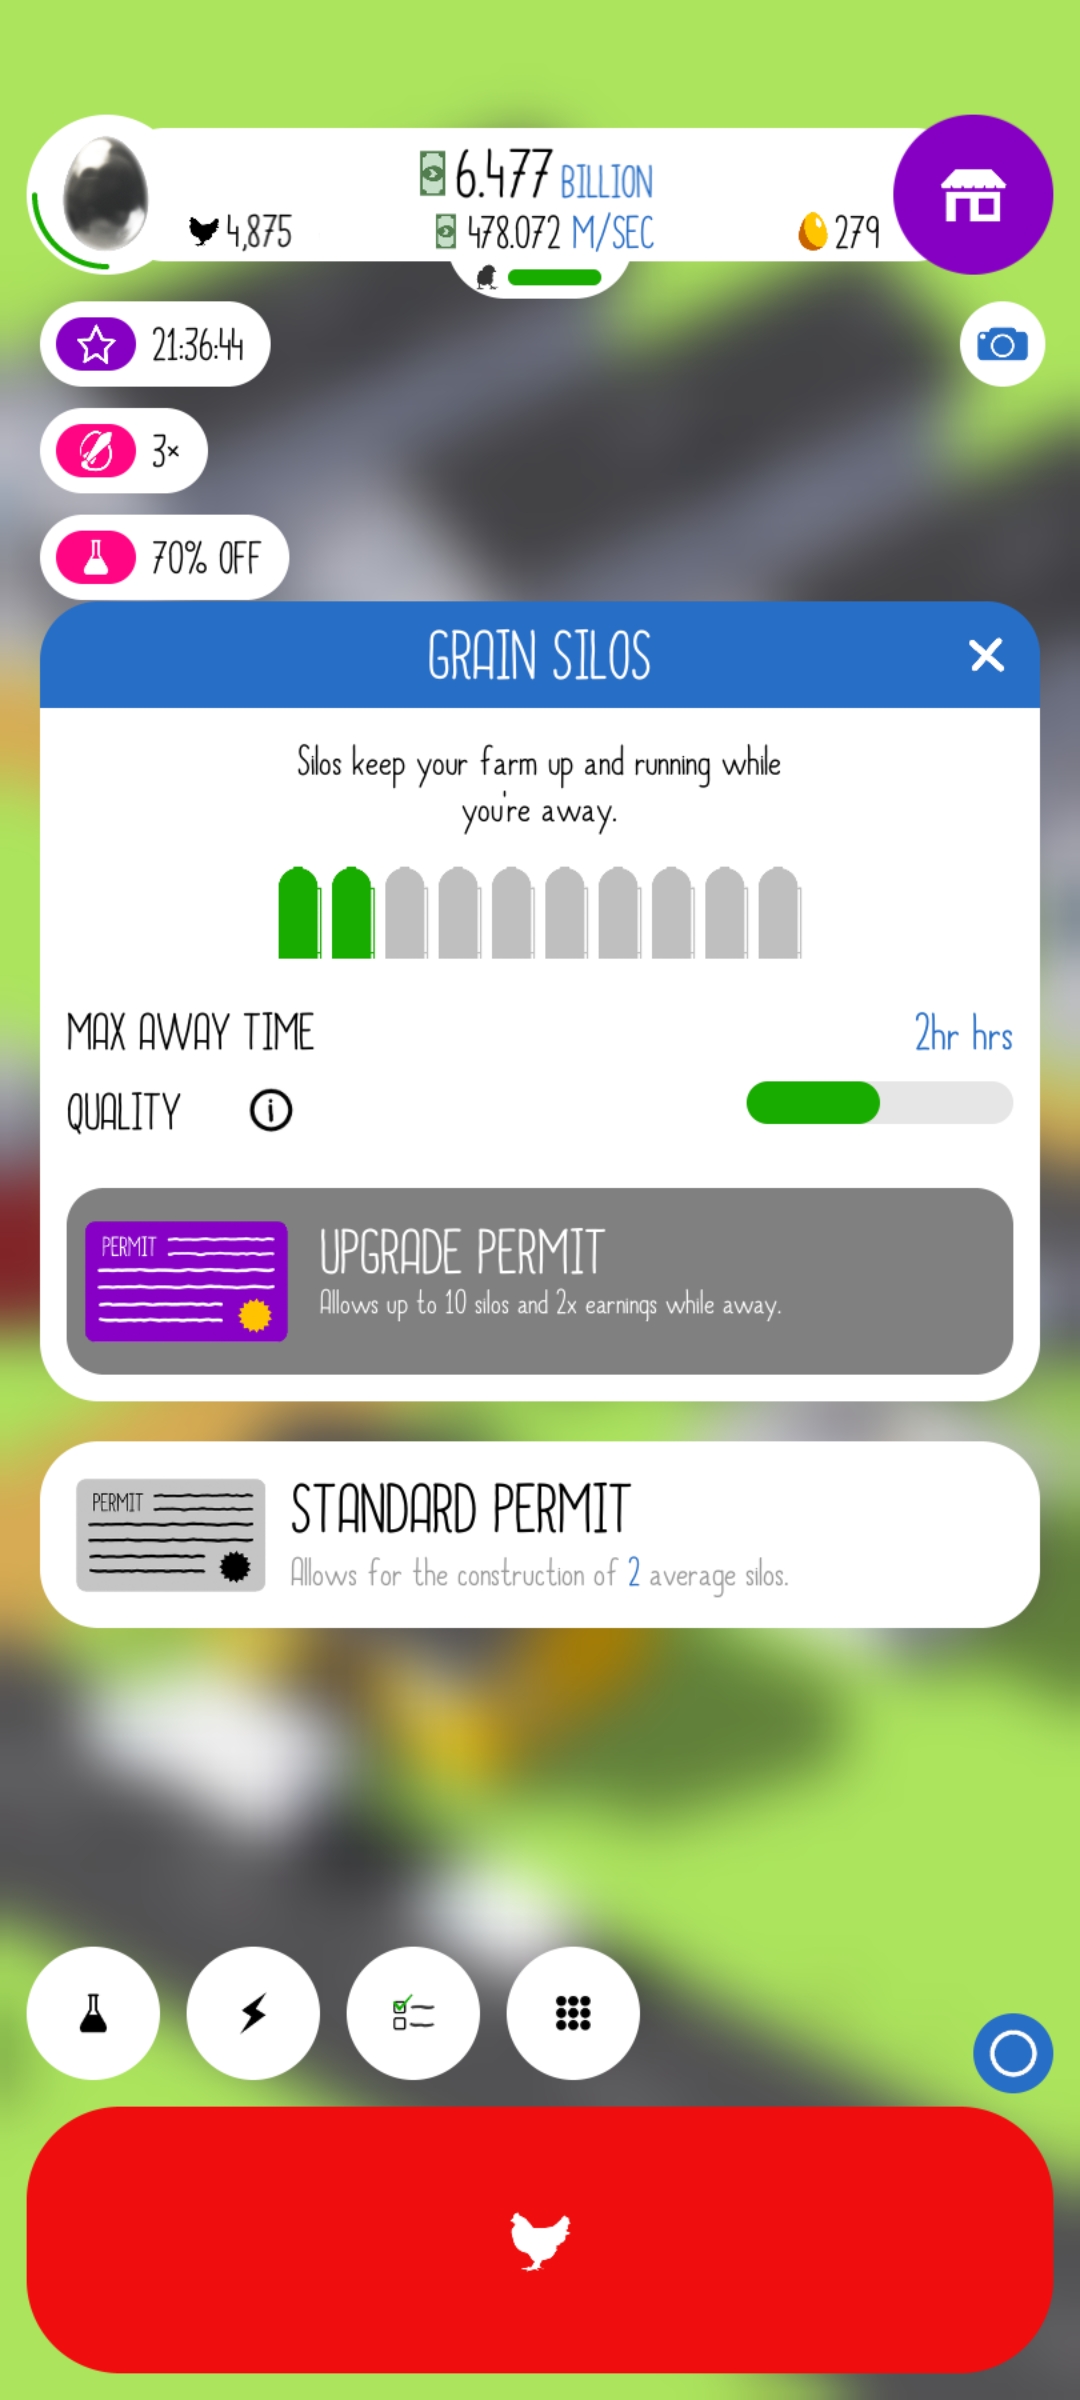 6.477 BILLION
4,875
478.072 M/SEC
279
21:36:44
3×
70% OFF
GRAIN SILOS
Silos keep your farm up and running while
you're away.
MAX AWAY TIME
2hr hrs
QUALITY
i
PERMIT
UPGRADE PERMIT
Allows up to 10 silos and 2x earnings while away.
PERMIT
STANDARD PERMIT
Allows for the construction of 2 average silos.